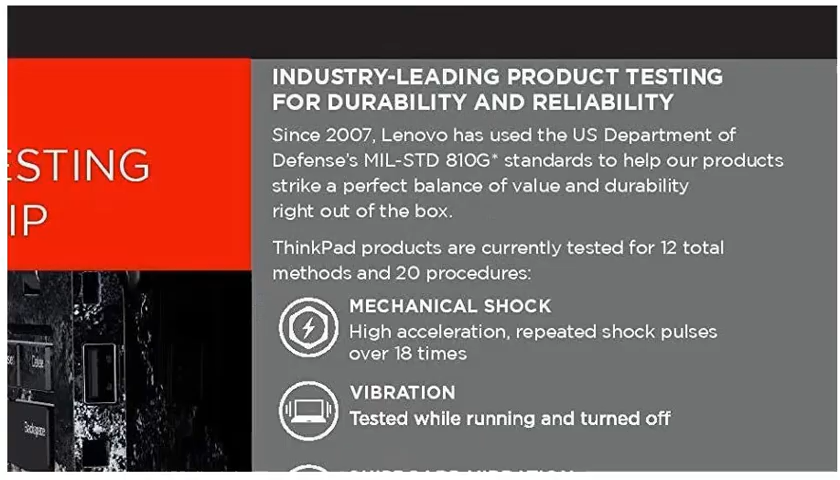 ESTING
IP
INDUSTRY-LEADING PRODUCT TESTING
FOR DURABILITY AND RELIABILITY
Since 2007, Lenovo has used the US Department of
Defense's MIL-STD 810G* standards to help our products
strike a perfect balance of value and durability
right out of the box.
ThinkPad products are currently tested for 12 total
methods and 20 procedures:
MECHANICAL SHOCK
High acceleration, repeated shock pulses
over 18 times
VIBRATION
Tested while running and turned off
Delete
Backspace